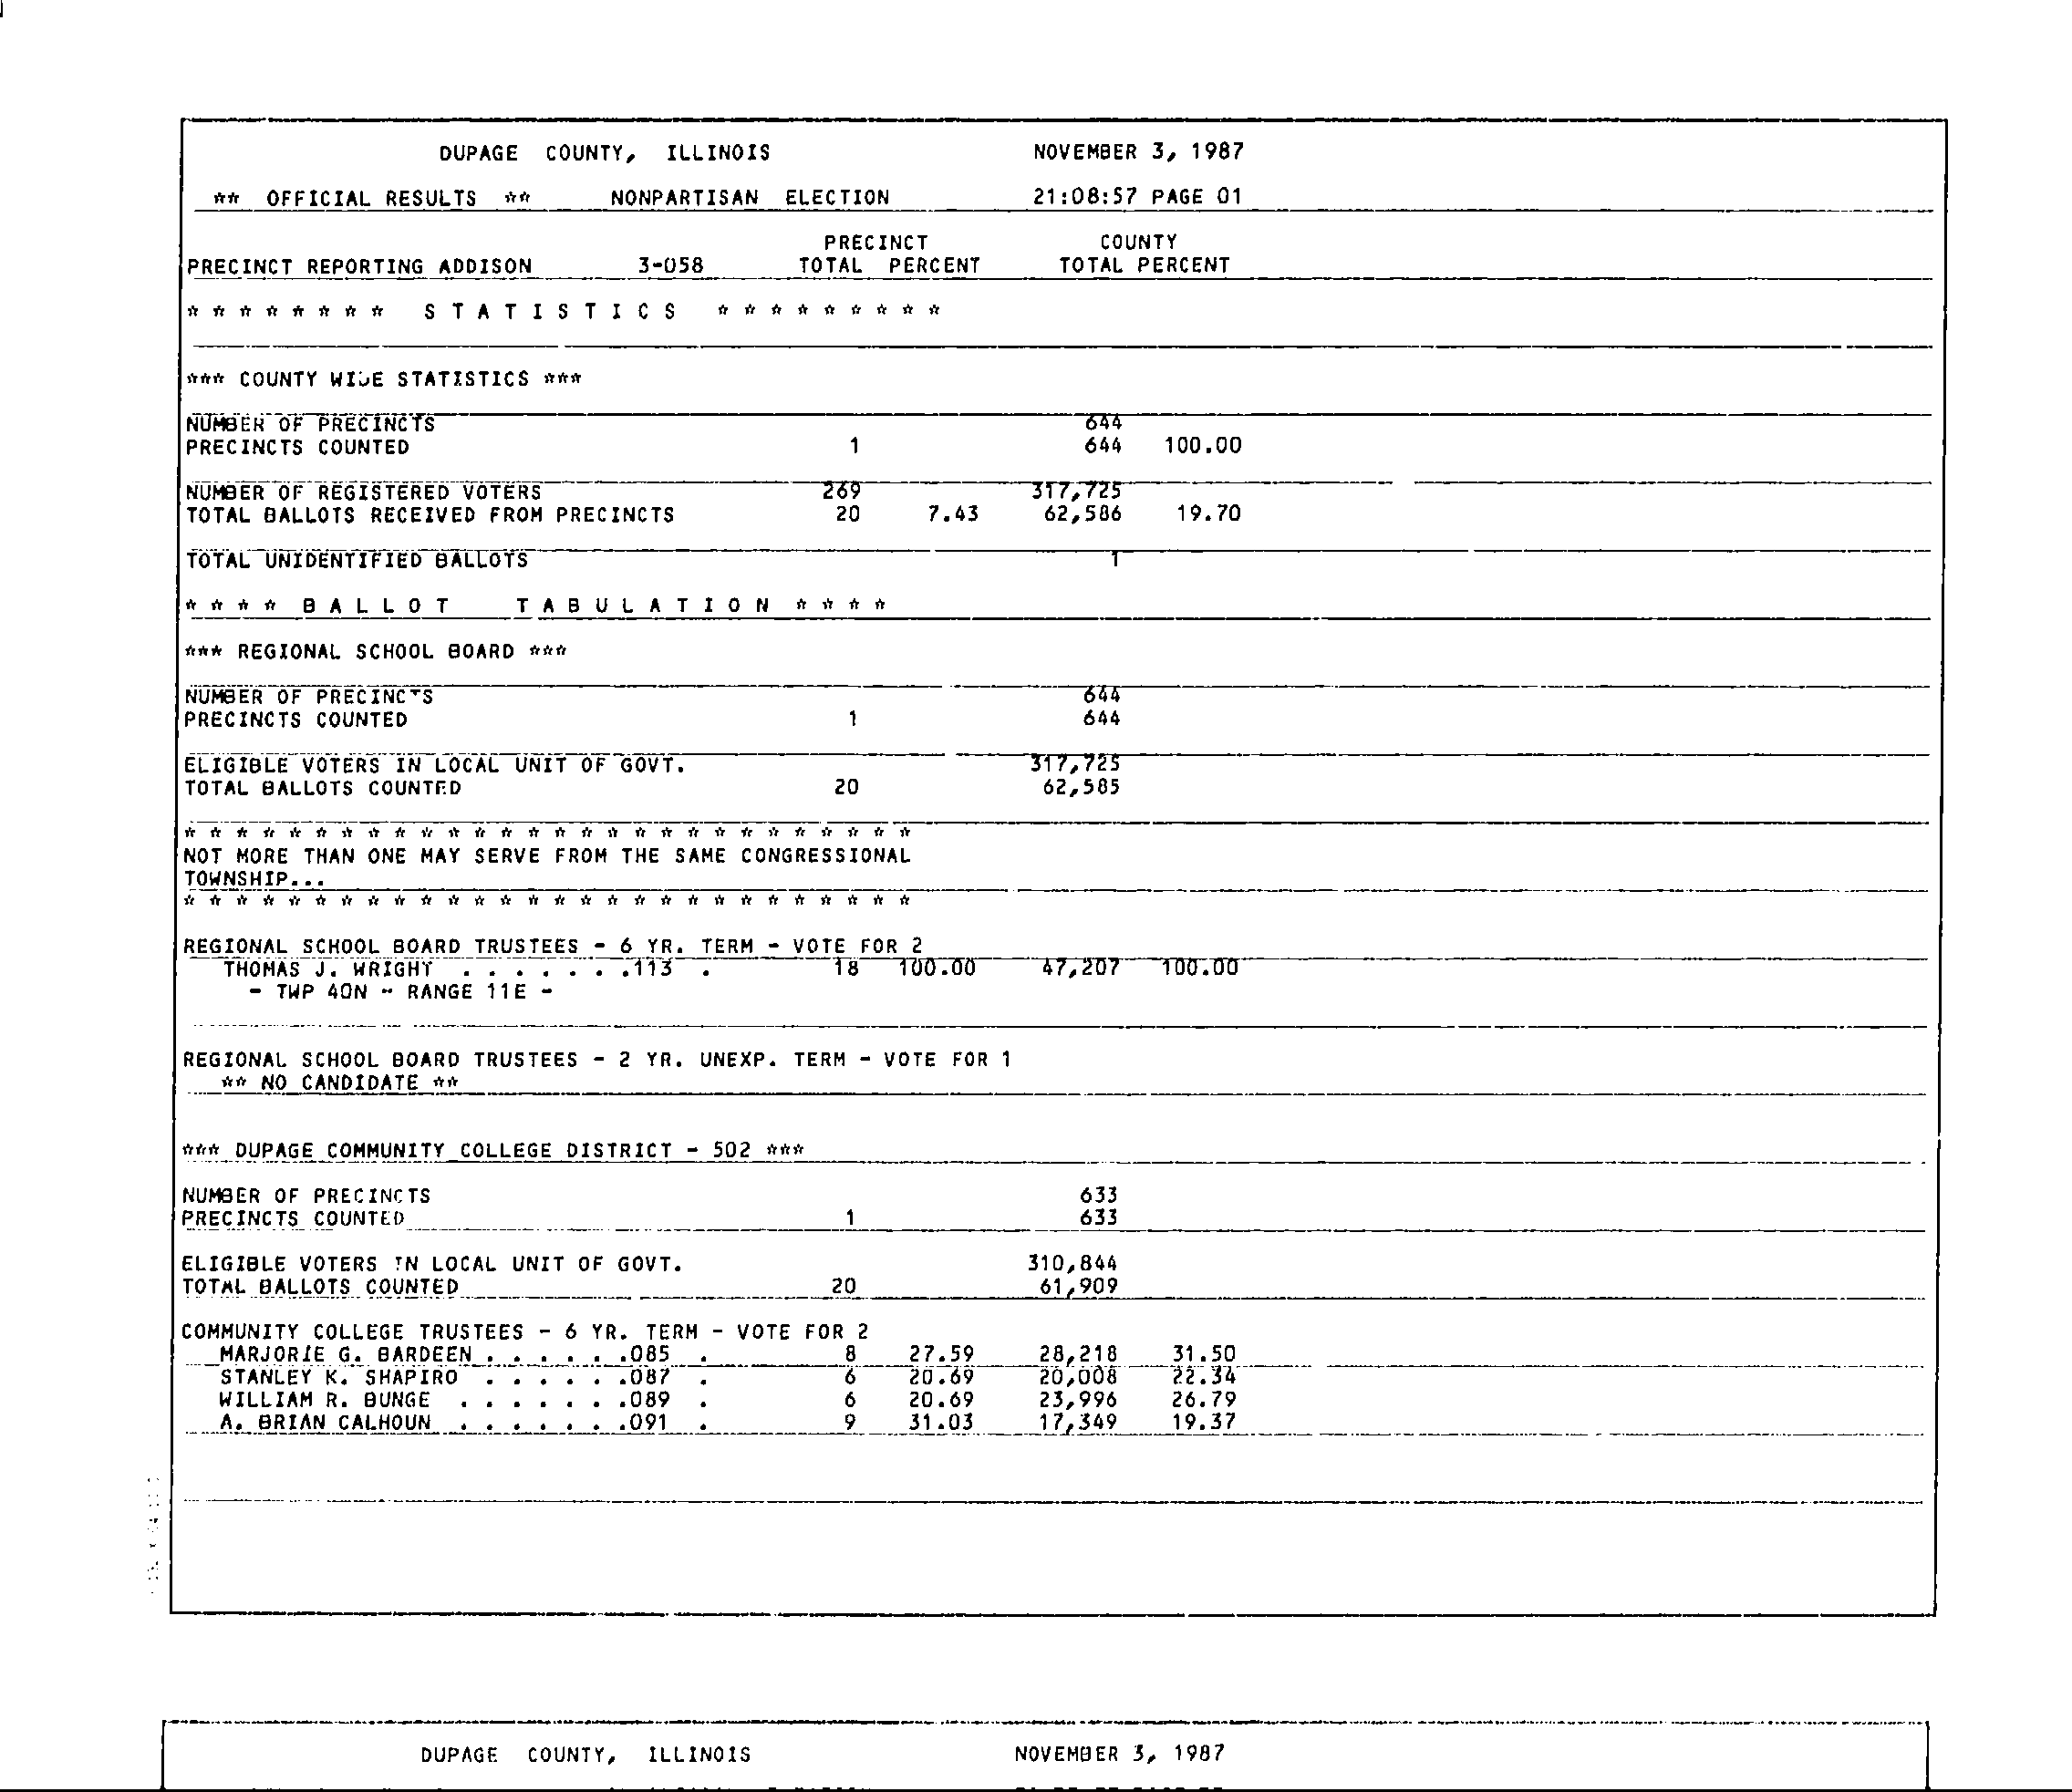 DUPAGE COUNTY, ILLINOIS NOVEMBER 3, 1987
** OFFICIAL RESULTS ** NONPARTISAN ELECTION 21:08:57 PAGE 01
PRECINCT COUNTY
PRECINCT REPORTING ADDISON 3-058 TOTAL PERCENT TOTAL PERCENT
* * * * * * * * S T A T I S T I C S * * * * * * * * *
*** COUNTY WIDE STATISTICS ***
NUMBER OF PRECINCTS 644
PRECINCTS COUNTED 1 644 100.00
NUMBER OF REGISTERED VOTERS 269 317,725
TOTAL BALLOTS RECEIVED FROM PRECINCTS 20 7.43 62,586 19.70
TOTAL UNIDENTIFIED BALLOTS 1
* * * * B A L L O T T A B U L A T I O N * * * *
*** REGIONAL SCHOOL BOARD ***
NUMBER OF PRECINCTS 644
PRECINCTS COUNTED 1 644
ELIGIBLE VOTERS IN LOCAL UNIT OF GOVT. 317,725
TOTAL BALLOTS COUNTED 20 62,585
* * * * * * * * * * * * * * * * * * * * * * * * * * * *
NOT MORE THAN ONE MAY SERVE FROM THE SAME CONGRESSIONAL
TOWNSHIP...
* * * * * * * * * * * * * * * * * * * * * * * * * * * *
REGIONAL SCHOOL BOARD TRUSTEES - 6 YR. TERM - VOTE FOR 2
THOMAS J. WRIGHT . . . . . . .113 . 18 100.00 47,207 100.00
- TWP 40N - RANGE 11E -
REGIONAL SCHOOL BOARD TRUSTEES - 2 YR. UNEXP. TERM - VOTE FOR 1
** NO CANDIDATE **
*** DUPAGE COMMUNITY COLLEGE DISTRICT - 502 ***
NUMBER OF PRECINCTS 633
PRECINCTS COUNTED 1 633
ELIGIBLE VOTERS IN LOCAL UNIT OF GOVT. 310,844
TOTAL BALLOTS COUNTED 20 61,909
COMMUNITY COLLEGE TRUSTEES - 6 YR. TERM - VOTE FOR 2
MARJORIE G. BARDEEN . . . . . .085 . 8 27.59 28,218 31.50
STANLEY K. SHAPIRO . . . . . .087 . 6 20.69 20,008 22.34
WILLIAM R. BUNGE . . . . . . .089 . 6 20.69 23,996 26.79
A. BRIAN CALHOUN . . . . . . .091 . 9 31.03 17,349 19.37
DUPAGE COUNTY, ILLINOIS NOVEMBER 3, 1987